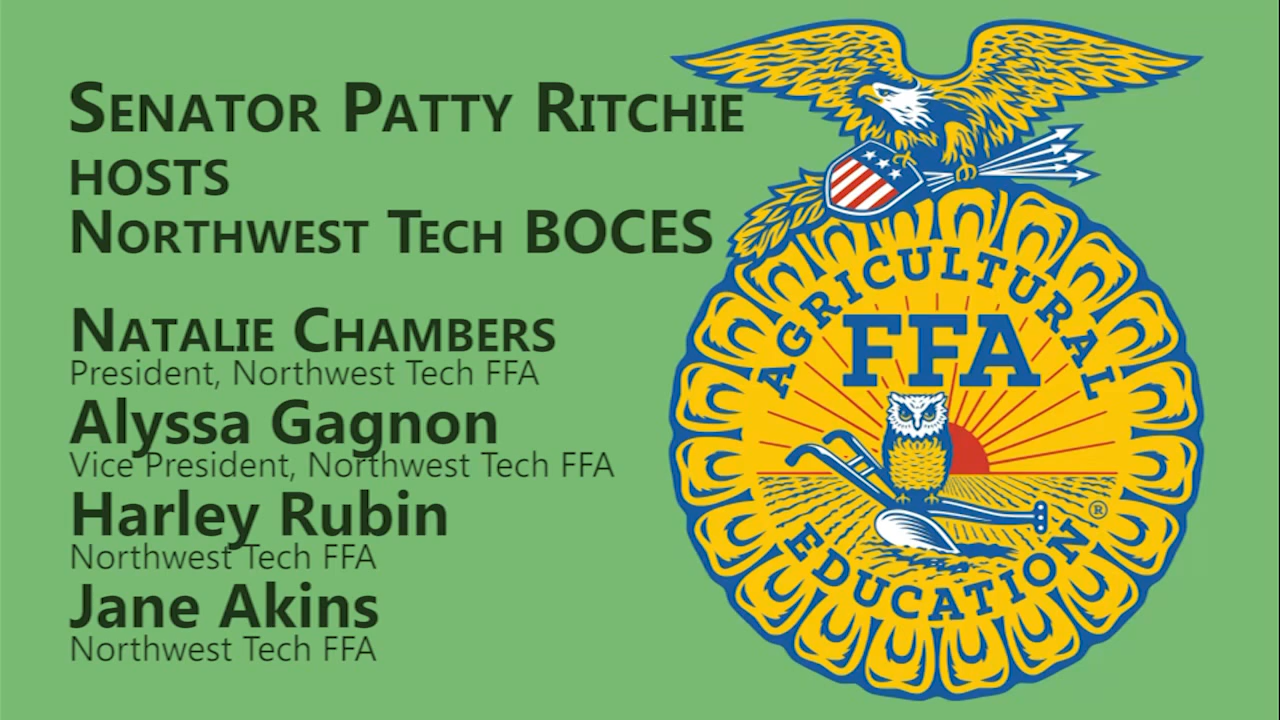 Senator Patty Ritchie
hosts
Northwest Tech BOCES
Natalie Chambers
President, Northwest Tech FFA
Alyssa Gagnon
Vice President, Northwest Tech FFA
Harley Rubin
Northwest Tech FFA
Jane Akins
Northwest Tech FFA
AGRICULTURAL
FFA
®
EDUCATION